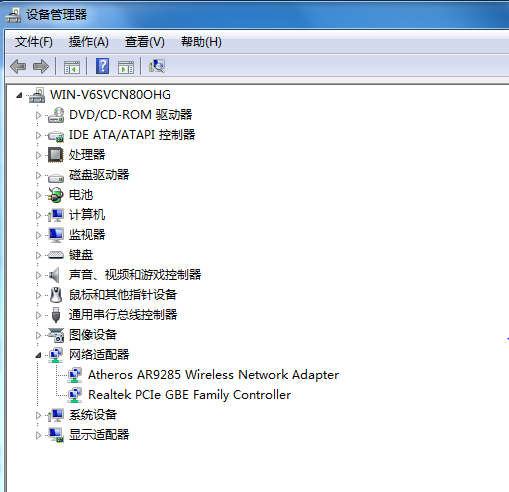 设备管理器
文件(F) 操作(A) 查看(V) 帮助(H)
WIN-V6SVCN80OHG
DVD/CD-ROM 驱动器
IDE ATA/ATAPI 控制器
处理器
磁盘驱动器
电池
计算机
监视器
键盘
声音、视频和游戏控制器
鼠标和其他指针设备
通用串行总线控制器
图像设备
网络适配器
Atheros AR9285 Wireless Network Adapter
Realtek PCIe GBE Family Controller
系统设备
显示适配器